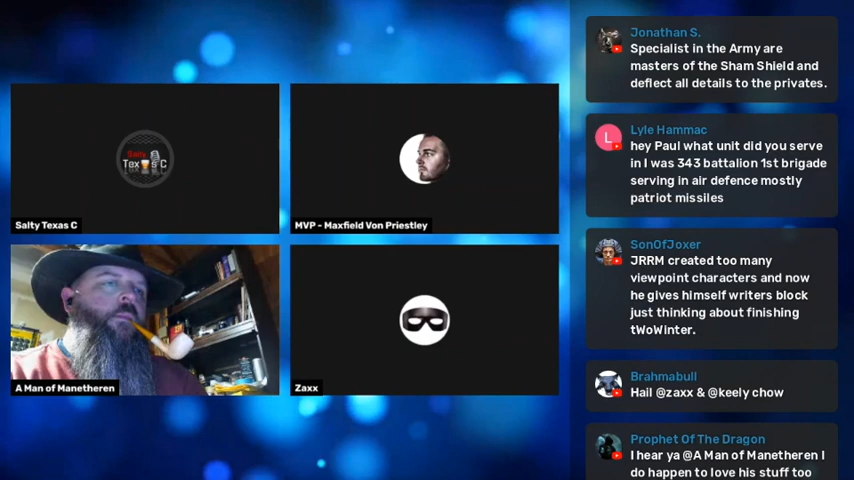 Salty
Tex s C
Salty Texas C
MVP - Maxfield Von Priestley
A Man of Manetheren
Zaxx
Jonathan S.
Specialist in the Army are
masters of the Sham Shield and
deflect all details to the privates.
L
Lyle Hammac
hey Paul what unit did you serve
in I was 343 battalion 1st brigade
serving in air defence mostly
patriot missiles
SonOfJoxer
JRRM created too many
viewpoint characters and now
he gives himself writers block
just thinking about finishing
tWoWinter.
Brahmabull
Hail @zaxx & @keely chow
Prophet Of The Dragon
I hear ya @A Man of Manetheren I
do happen to love his stuff too